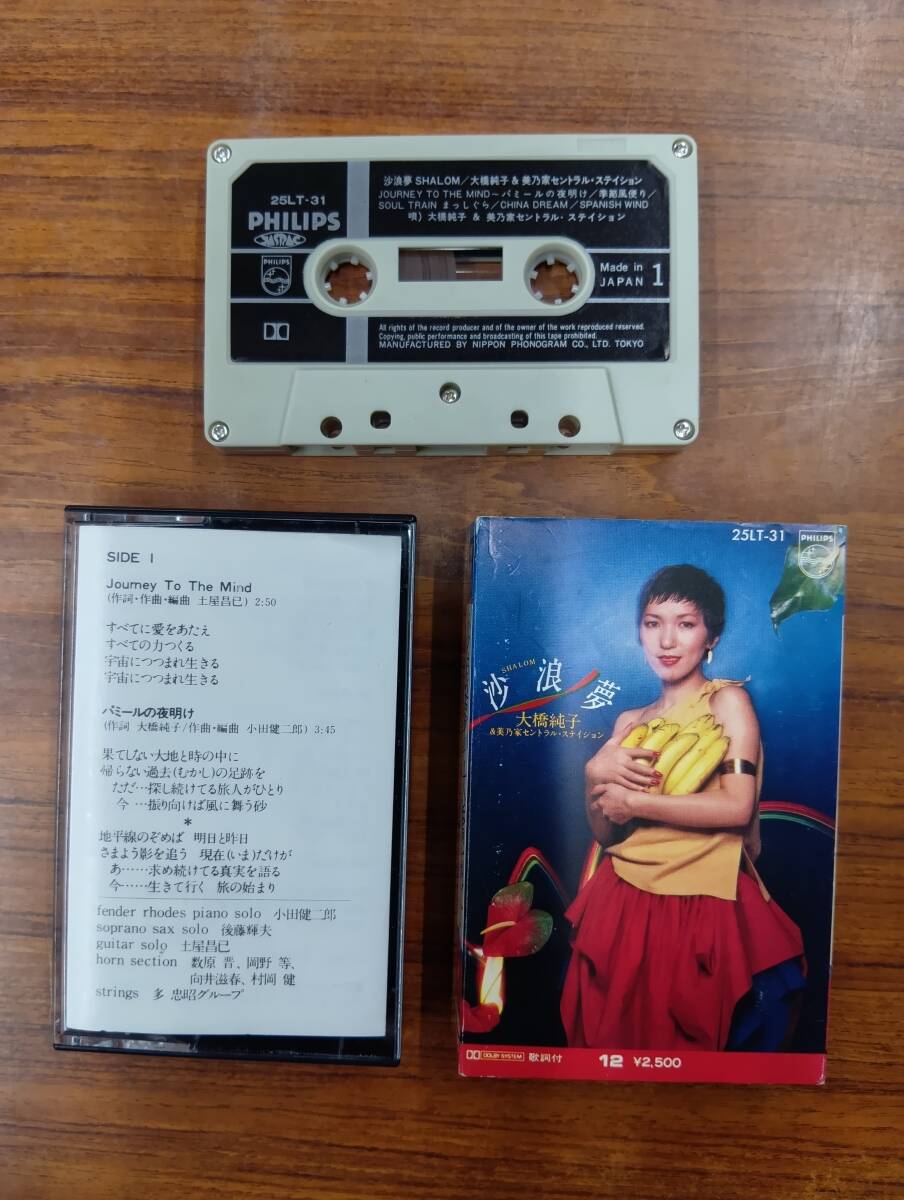 沙浪夢 SHALOM/大橋純子 & 美乃家セントラル・ステイション
JOURNEY TO THE MIND~パミールの夜明け/季節風便り/
SOUL TRAIN まっしぐら/CHINA DREAM/SPANISH WIND
唄) 大橋純子 & 美乃家セントラル・ステイション
25LT-31
PHILIPS
JASRAC
PHILIPS
Made in
JAPAN 1
All rights of the record producer and of the owner of the work reproduced reserved.
Copying, public performance and broadcasting of this tape prohibited.
MANUFACTURED BY NIPPON PHONOGRAM CO., LTD. TOKYO
SIDE 1
Journey To The Mind
(作詞・作曲・編曲 土屋昌巳) 2:50
すべてに愛をあたえ
すべての力つくる
宇宙につつまれ生きる
宇宙につつまれ生きる
パミールの夜明け
(作詞 大橋純子/作曲・編曲 小田健二郎) 3:45
果てしない大地と時の中に
帰らない過去(むかし)の足跡を
ただ…探し続けてる旅人がひとり
今 …振り向けば風に舞う砂
*
地平線のぞめば 明日と昨日
さまよう影を追う 現在(いま)だけが
あ……求め続けてる真実を語る
今……生きて行く 旅の始まり
fender rhodes piano solo 小田健二郎
soprano sax solo 後藤輝夫
guitar solo 土屋昌巳
horn section 数原 晋、岡野 等、
向井滋春、村岡 健
strings 多 忠昭グループ
25LT-31
PHILIPS
SHALOM
沙浪夢
大橋純子
&美乃家セントラル・ステイション
DOLBY SYSTEM 歌詞付 12 ¥2,500